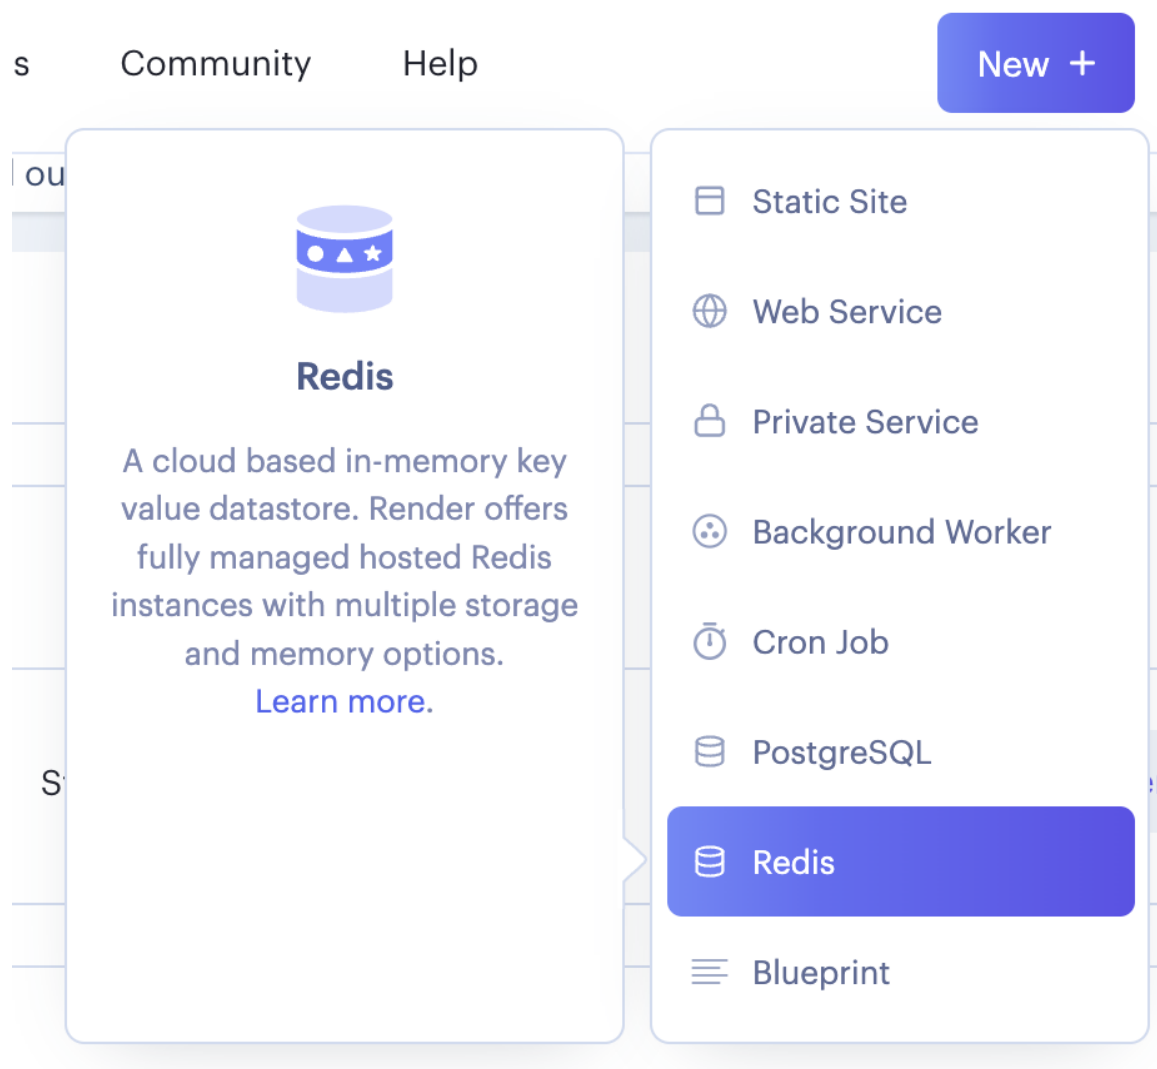 s Community Help New +
ou
Redis
A cloud based in-memory key
value datastore. Render offers
fully managed hosted Redis
instances with multiple storage
and memory options.
Learn more.
Static Site
Web Service
Private Service
Background Worker
Cron Job
PostgreSQL
Redis
Blueprint